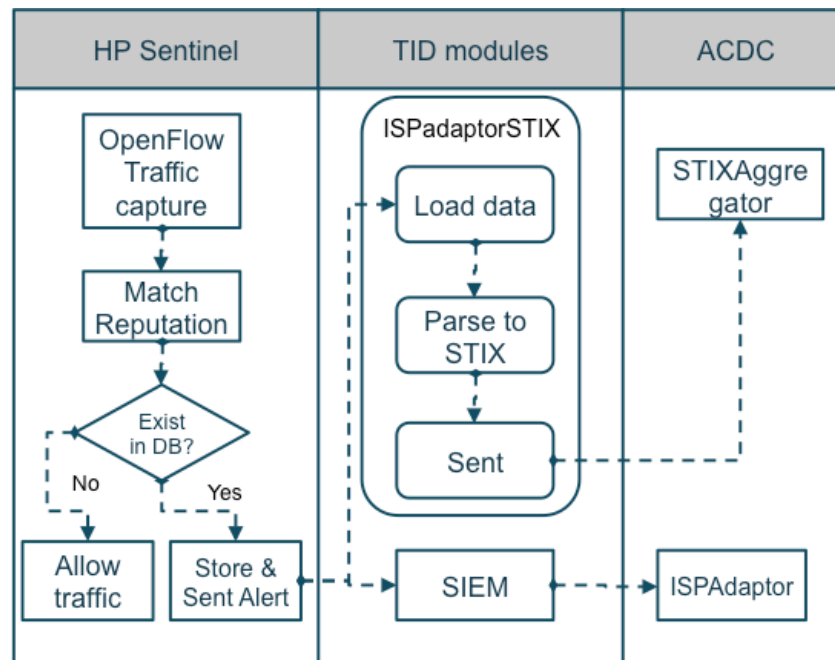 HP Sentinel
TID modules
ACDC
OpenFlow
Traffic
capture
Match
Reputation
Exist
in DB?
No
Yes
Allow
traffic
Store &
Sent Alert
ISPadaptorSTIX
Load data
Parse to
STIX
Sent
SIEM
STIXAggre
gator
ISPAdaptor